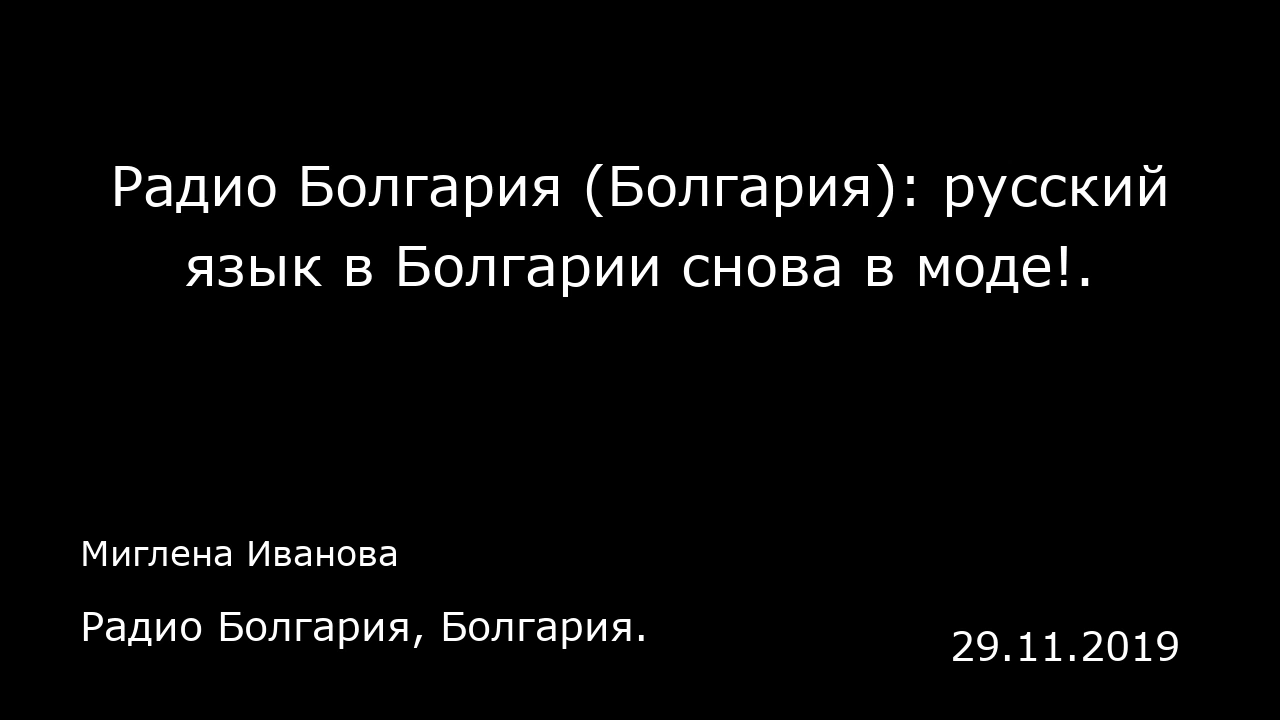 Радио Болгария (Болгария): русский
язык в Болгарии снова в моде!.
Миглена Иванова
Радио Болгария, Болгария.
29.11.2019